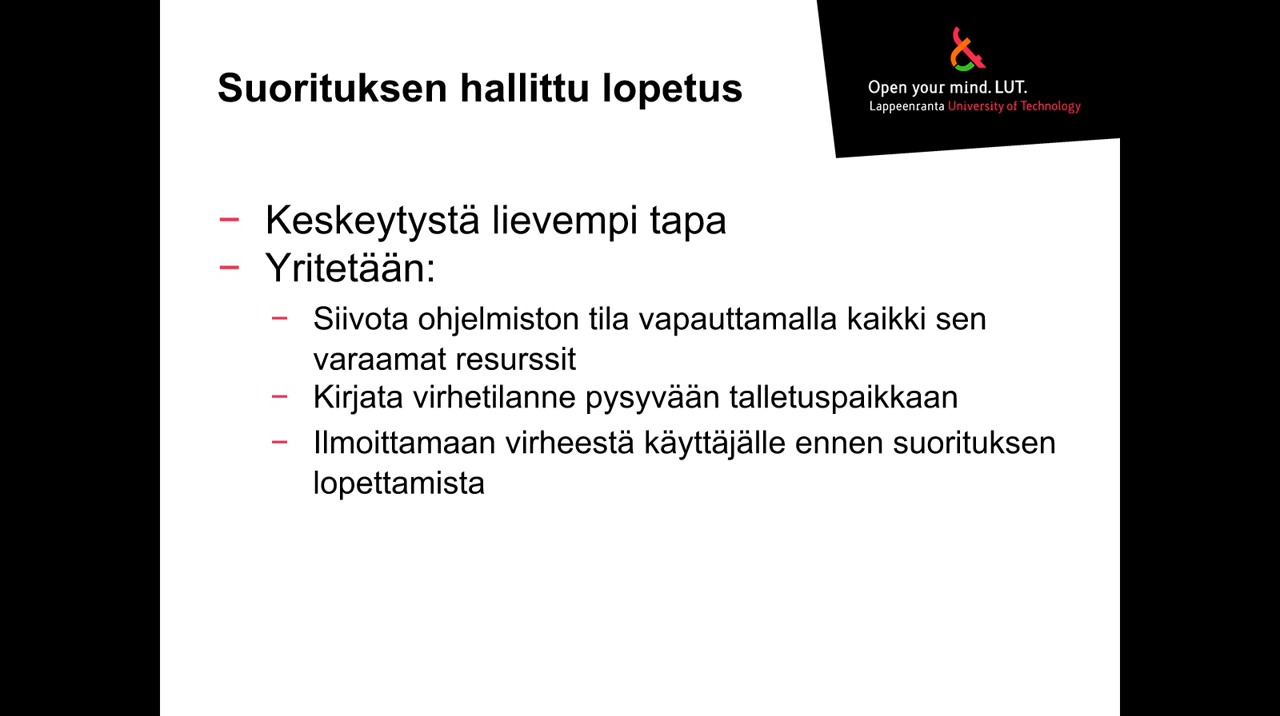 Suorituksen hallittu lopetus
Open your mind. LUT.
Lappeenranta University of Technology
– Keskeytystä lievempi tapa
– Yritetään:
– Siivota ohjelmiston tila vapauttamalla kaikki sen
varaamat resurssit
– Kirjata virhetilanne pysyvään talletuspaikkaan
– Ilmoittamaan virheestä käyttäjälle ennen suorituksen
lopettamista